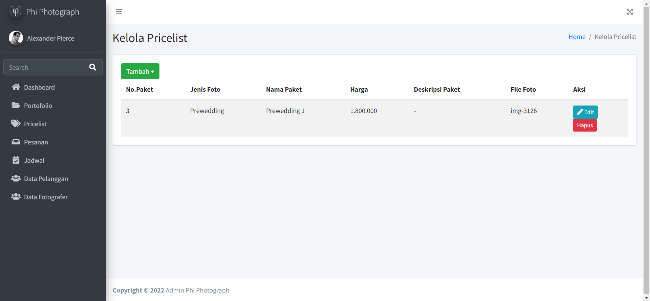 Phi Photograph
Alexander Pierce
Search
Dashboard
Portofolio
Pricelist
Pesanan
Jadwal
Data Pelanggan
Data Fotografer
Kelola Pricelist
Home / Kelola Pricelist
Tambah +
No.Paket Jenis Foto Nama Paket Harga Deskripsi Paket File Foto Aksi
3 Prewedding Prewedding 1 1.800.000 - img-3126 Edit
Hapus
Copyright © 2022 Admin Phi Photograph